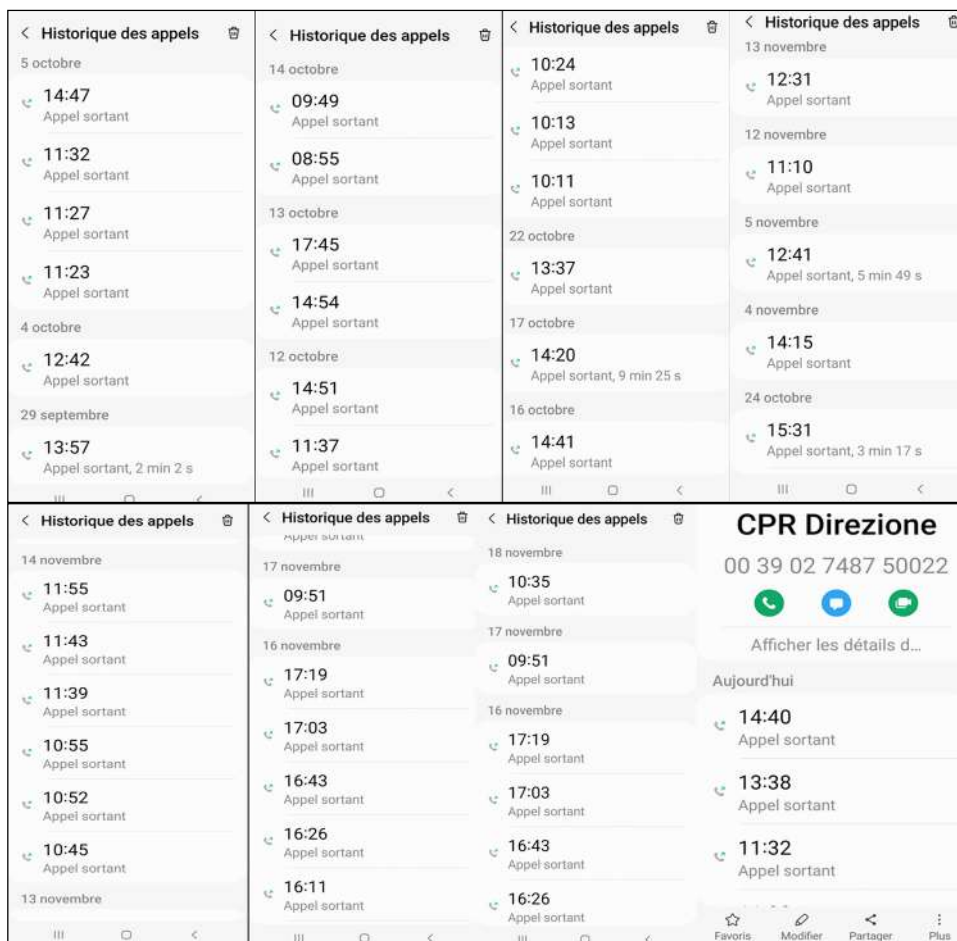 Historique des appels
5 octobre
14:47
Appel sortant
11:32
Appel sortant
11:27
Appel sortant
11:23
Appel sortant
4 octobre
12:42
Appel sortant
29 septembre
13:57
Appel sortant, 2 min 2 s
Historique des appels
14 octobre
09:49
Appel sortant
08:55
Appel sortant
13 octobre
17:45
Appel sortant
14:54
Appel sortant
12 octobre
14:51
Appel sortant
11:37
Appel sortant
Historique des appels
10:24
Appel sortant
10:13
Appel sortant
10:11
Appel sortant
22 octobre
13:37
Appel sortant
17 octobre
14:20
Appel sortant, 9 min 25 s
16 octobre
14:41
Appel sortant
Historique des appels
13 novembre
12:31
Appel sortant
12 novembre
11:10
Appel sortant
5 novembre
12:41
Appel sortant, 5 min 49 s
4 novembre
14:15
Appel sortant
24 octobre
15:31
Appel sortant, 3 min 17 s
Historique des appels
14 novembre
11:55
Appel sortant
11:43
Appel sortant
11:39
Appel sortant
10:55
Appel sortant
10:52
Appel sortant
10:45
Appel sortant
13 novembre
Historique des appels
Appel sortant
17 novembre
09:51
Appel sortant
16 novembre
17:19
Appel sortant
17:03
Appel sortant
16:43
Appel sortant
16:26
Appel sortant
16:11
Appel sortant
Historique des appels
18 novembre
10:35
Appel sortant
17 novembre
09:51
Appel sortant
16 novembre
17:19
Appel sortant
17:03
Appel sortant
16:43
Appel sortant
16:26
Appel sortant
CPR Direzione
00 39 02 7487 50022
Afficher les détails d...
Aujourd'hui
14:40
Appel sortant
13:38
Appel sortant
11:32
Appel sortant
Favoris Modifier Partager Plus